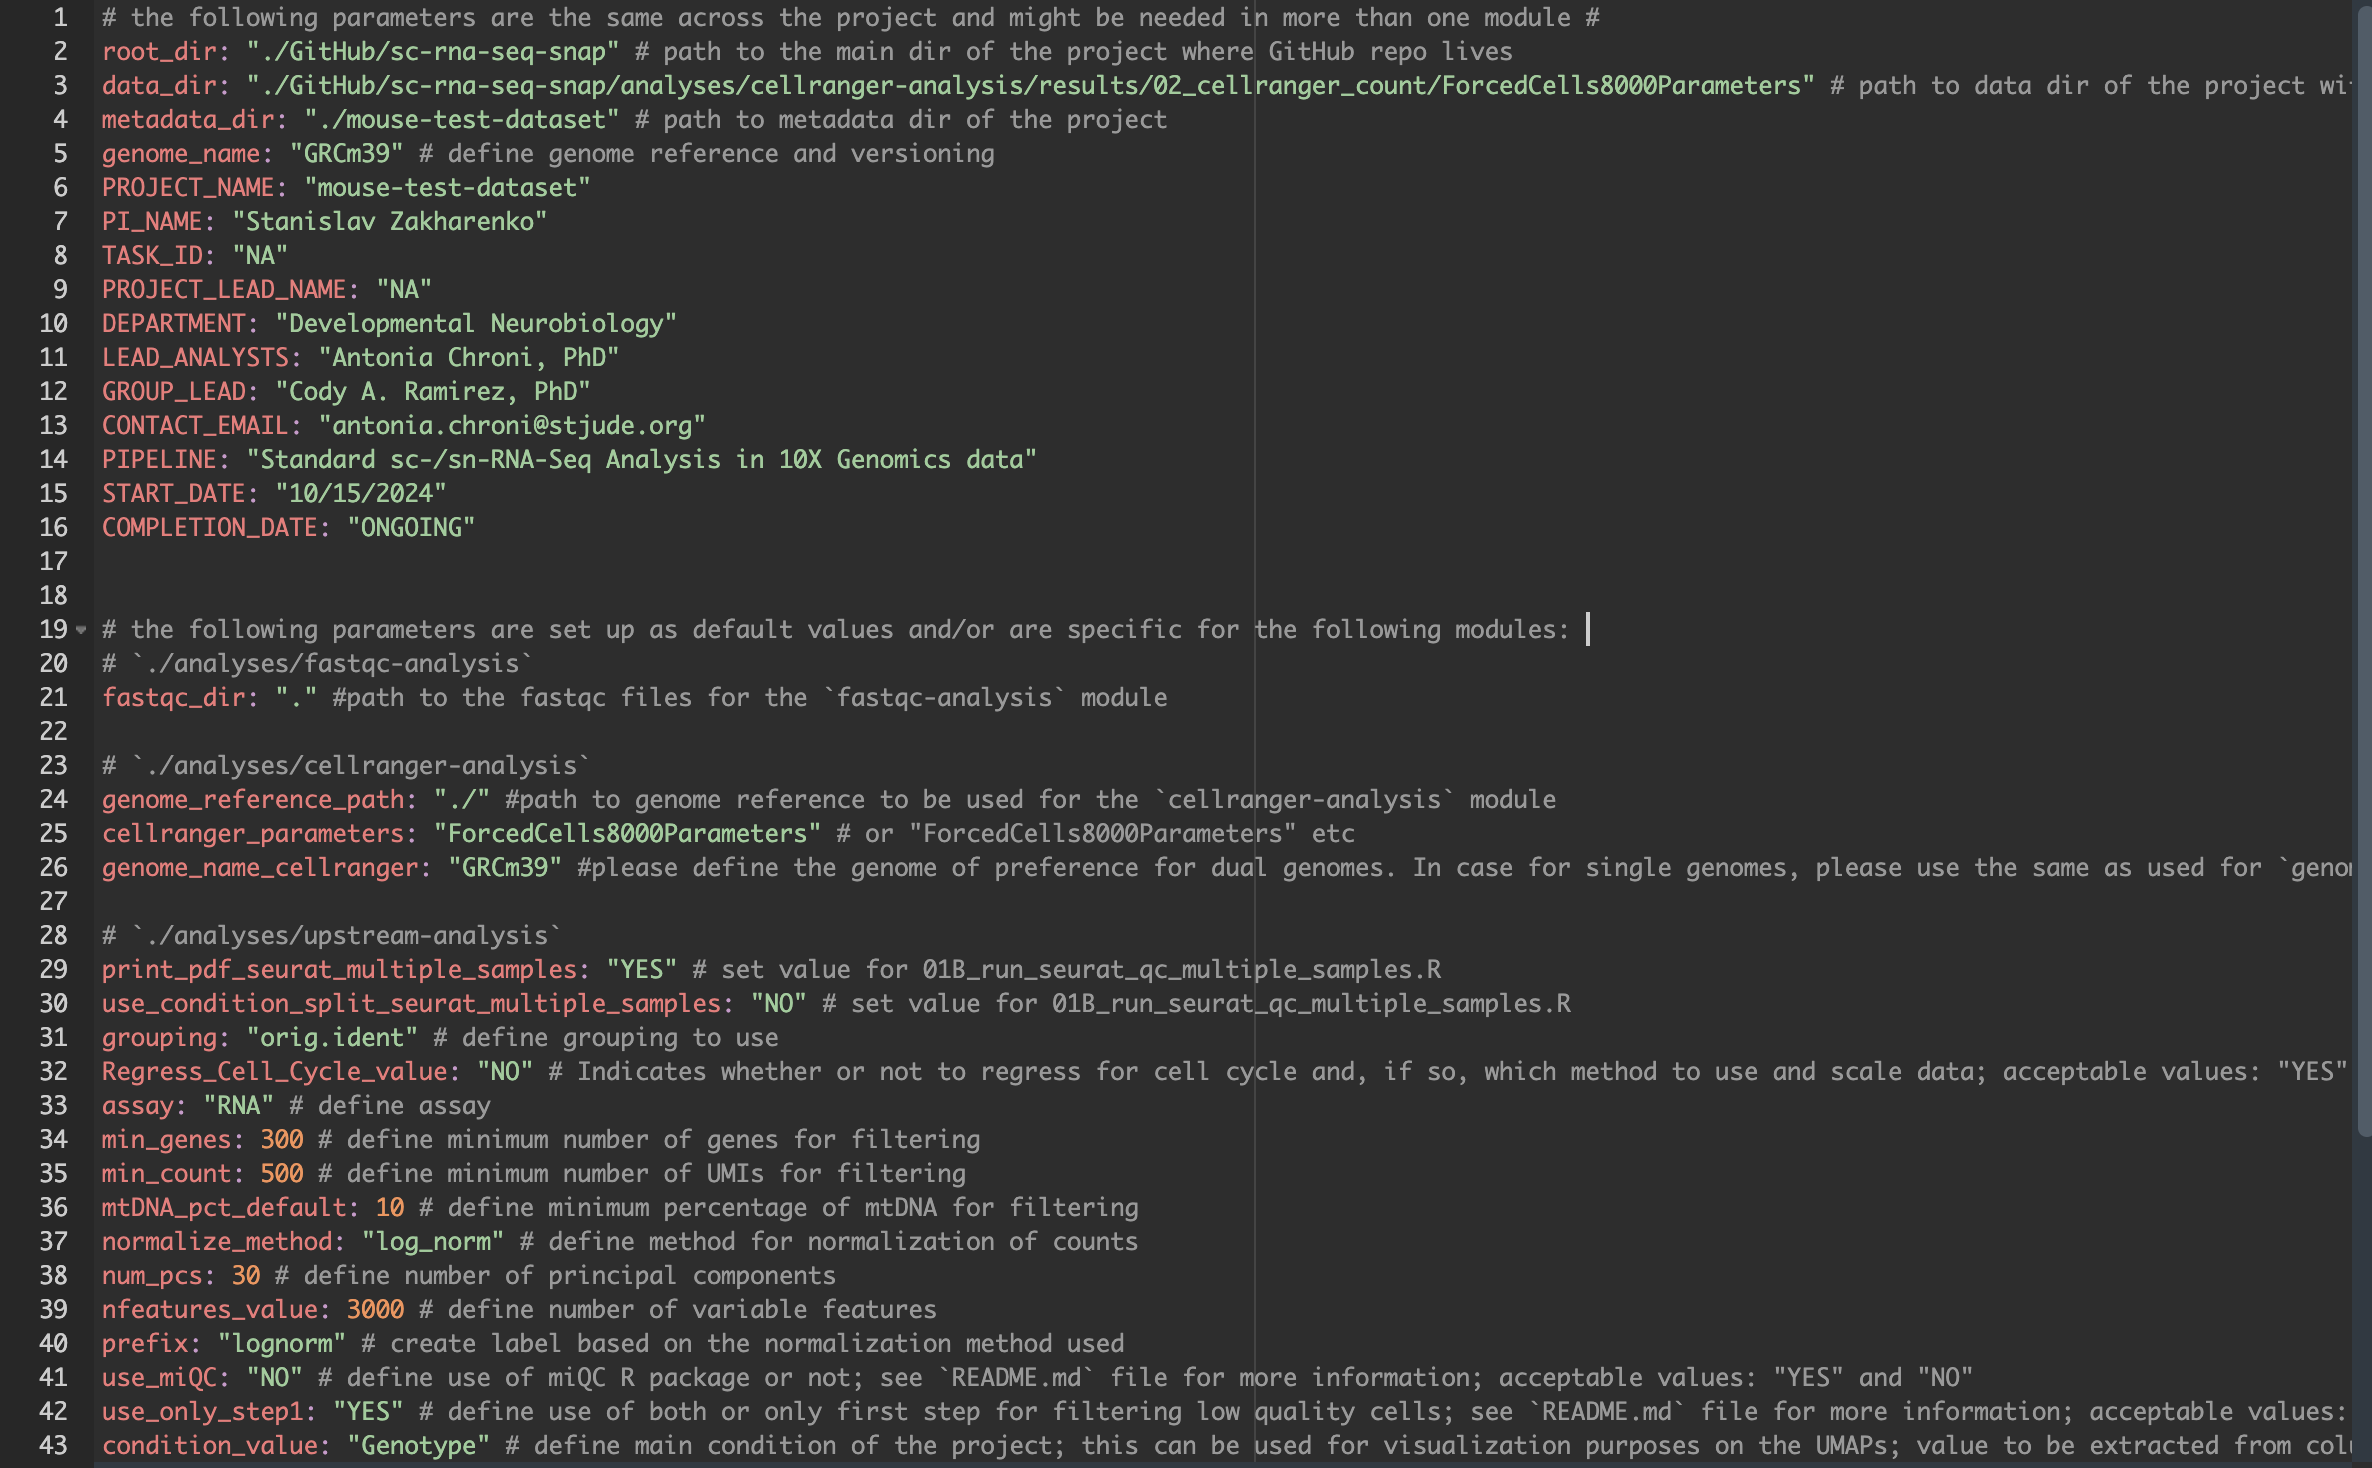 1 # the following parameters are the same across the project and might be needed in more than one module #
2 root_dir: "./GitHub/sc-rna-seq-snap" # path to the main dir of the project where GitHub repo lives
3 data_dir: "./GitHub/sc-rna-seq-snap/analyses/cellranger-analysis/results/02_cellranger_count/ForcedCells8000Parameters" # path to data dir of the project
4 metadata_dir: "./mouse-test-dataset" # path to metadata dir of the project
5 genome_name: "GRCm39" # define genome reference and versioning
6 PROJECT_NAME: "mouse-test-dataset"
7 PI_NAME: "Stanislav Zakharenko"
8 TASK_ID: "NA"
9 PROJECT_LEAD_NAME: "NA"
10 DEPARTMENT: "Developmental Neurobiology"
11 LEAD_ANALYSTS: "Antonia Chroni, PhD"
12 GROUP_LEAD: "Cody A. Ramirez, PhD"
13 CONTACT_EMAIL: "antonia.chroni@stjude.org"
14 PIPELINE: "Standard sc-/sn-RNA-Seq Analysis in 10X Genomics data"
15 START_DATE: "10/15/2024"
16 COMPLETION_DATE: "ONGOING"
17
18
19 # the following parameters are set up as default values and/or are specific for the following modules:
20 # `./analyses/fastqc-analysis`
21 fastqc_dir: "." #path to the fastqc files for the `fastqc-analysis` module
22
23 # `./analyses/cellranger-analysis`
24 genome_reference_path: "./" #path to genome reference to be used for the `cellranger-analysis` module
25 cellranger_parameters: "ForcedCells8000Parameters" # or "ForcedCells8000Parameters" etc
26 genome_name_cellranger: "GRCm39" #please define the genome of preference for dual genomes. In case for single genomes, please use the same as used for
27
28 # `./analyses/upstream-analysis`
29 print_pdf_seurat_multiple_samples: "YES" # set value for 01B_run_seurat_qc_multiple_samples.R
30 use_condition_split_seurat_multiple_samples: "NO" # set value for 01B_run_seurat_qc_multiple_samples.R
31 grouping: "orig.ident" # define grouping to use
32 Regress_Cell_Cycle_value: "NO" # Indicates whether or not to regress for cell cycle and, if so, which method to use and scale data; acceptable values: "YES"
33 assay: "RNA" # define assay
34 min_genes: 300 # define minimum number of genes for filtering
35 min_count: 500 # define minimum number of UMIs for filtering
36 mtDNA_pct_default: 10 # define minimum percentage of mtDNA for filtering
37 normalize_method: "log_norm" # define method for normalization of counts
38 num_pcs: 30 # define number of principal components
39 nfeatures_value: 3000 # define number of variable features
40 prefix: "lognorm" # create label based on the normalization method used
41 use_miQC: "NO" # define use of miQC R package or not; see `README.md` file for more information; acceptable values: "YES" and "NO"
42 use_only_step1: "YES" # define use of both or only first step for filtering low quality cells; see `README.md` file for more information; acceptable values:
43 condition_value: "Genotype" # define main condition of the project; this can be used for visualization purposes on the UMAPs; value to be extracted from